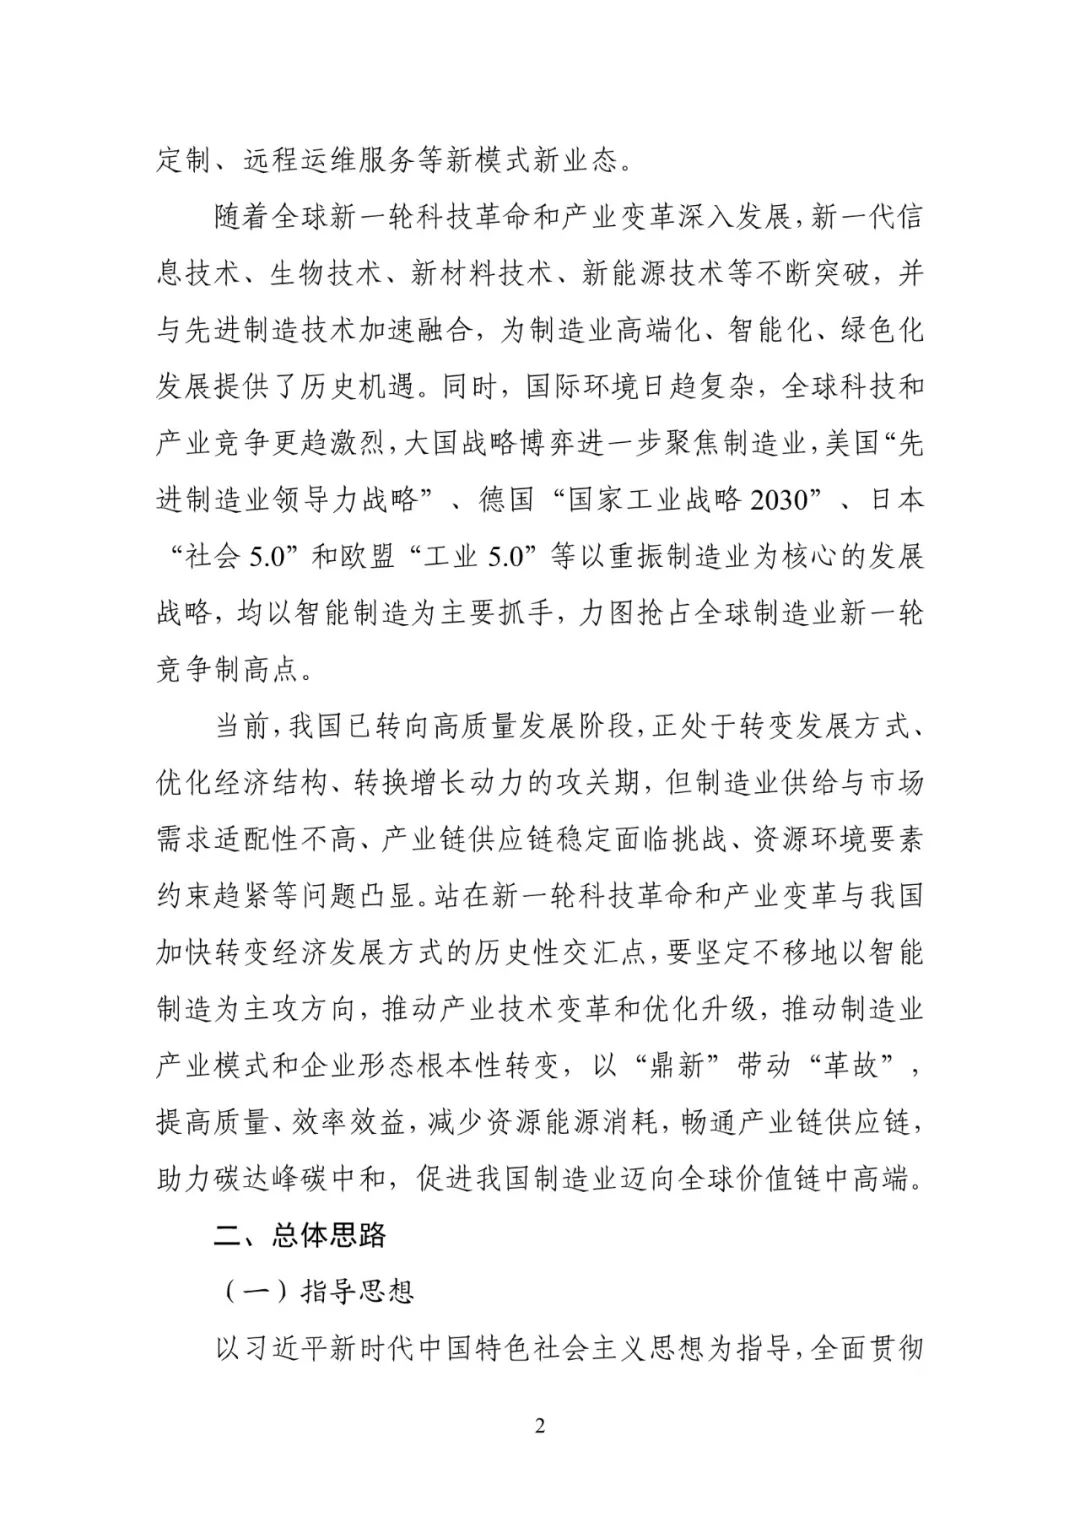 定制、远程运维服务等新模式新业态。
随着全球新一轮科技革命和产业变革深入发展，新一代信
息技术、生物技术、新材料技术、新能源技术等不断突破，并
与先进制造技术加速融合，为制造业高端化、智能化、绿色化
发展提供了历史机遇。同时，国际环境日趋复杂，全球科技和
产业竞争更趋激烈，大国战略博弈进一步聚焦制造业，美国“先
进制造业领导力战略”、德国“国家工业战略 2030”、日本
“社会 5.0”和欧盟“工业 5.0”等以重振制造业为核心的发展
战略，均以智能制造为主要抓手，力图抢占全球制造业新一轮
竞争制高点。
当前，我国已转向高质量发展阶段，正处于转变发展方式、
优化经济结构、转换增长动力的攻关期，但制造业供给与市场
需求适配性不高、产业链供应链稳定面临挑战、资源环境要素
约束趋紧等问题凸显。站在新一轮科技革命和产业变革与我国
加快转变经济发展方式的历史性交汇点，要坚定不移地以智能
制造为主攻方向，推动产业技术变革和优化升级，推动制造业
产业模式和企业形态根本性转变，以“鼎新”带动“革故”，
提高质量、效率效益，减少资源能源消耗，畅通产业链供应链，
助力碳达峰碳中和，促进我国制造业迈向全球价值链中高端。
二、总体思路
（一）指导思想
以习近平新时代中国特色社会主义思想为指导，全面贯彻
2